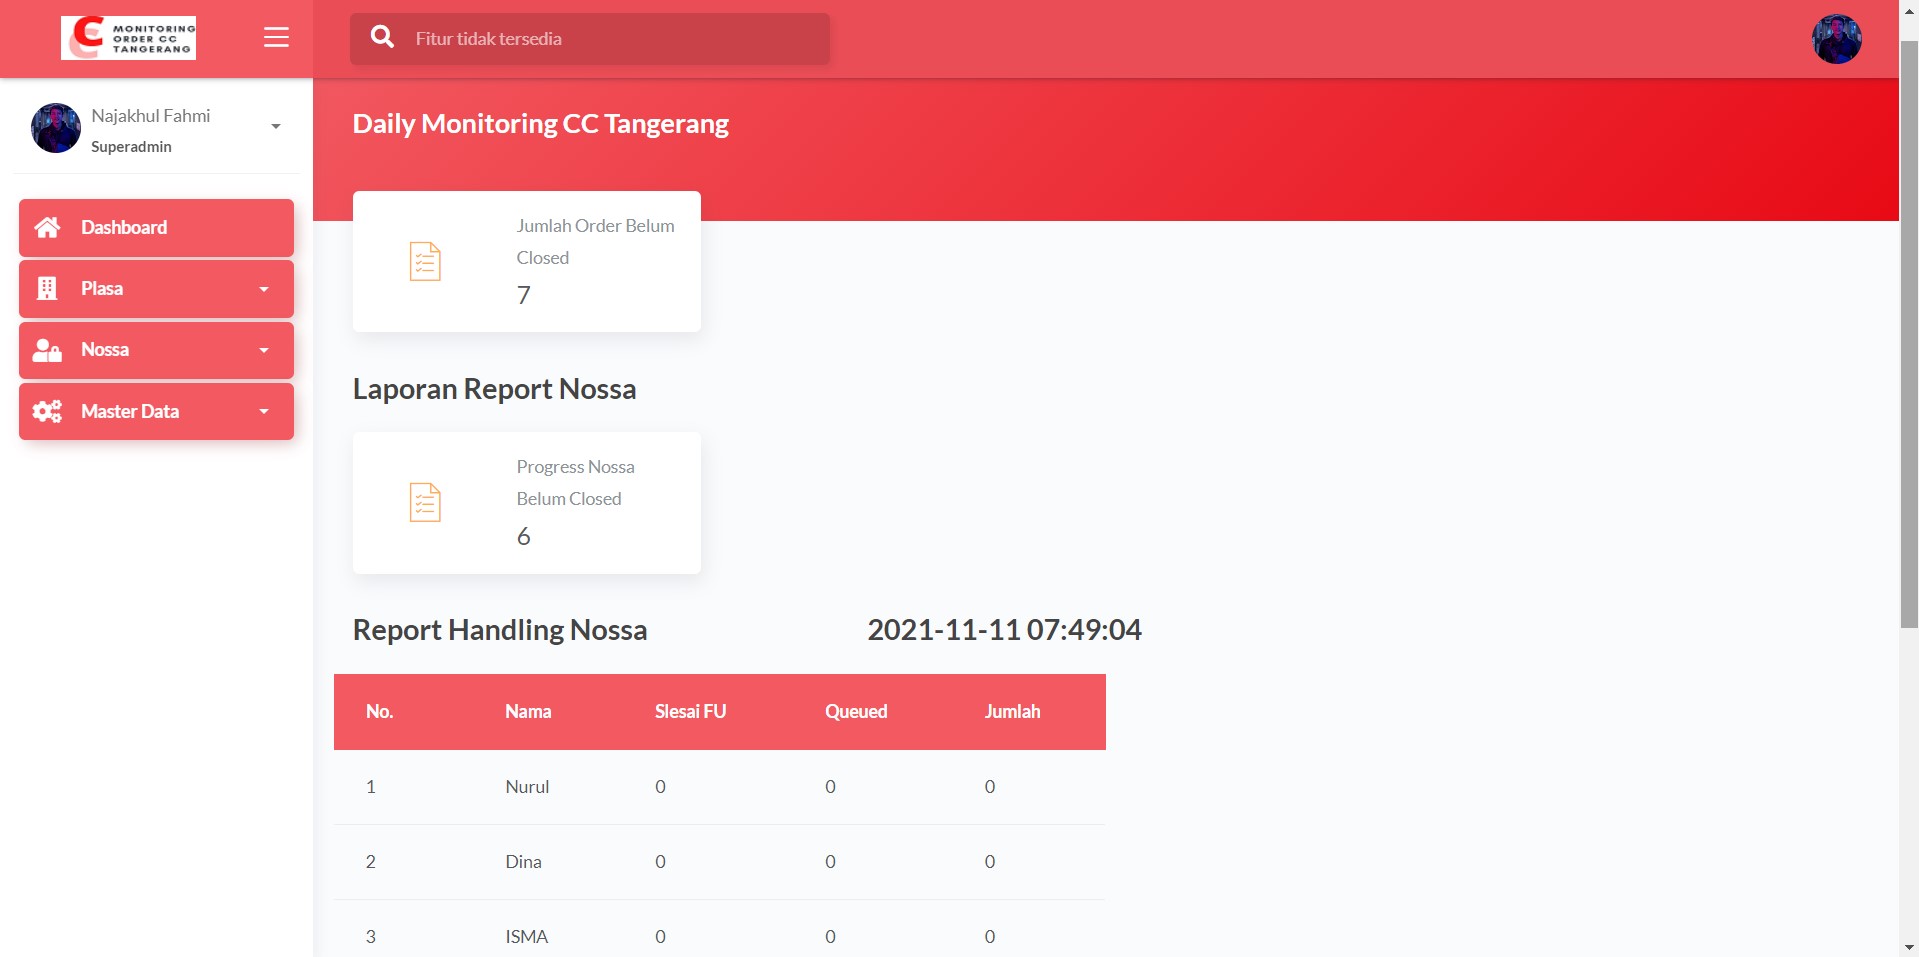 MONITORING
ORDER CC
TANGERANG
Fitur tidak tersedia
Najakhul Fahmi
Superadmin
Dashboard
Plasa
Nossa
Master Data
Daily Monitoring CC Tangerang
Jumlah Order Belum
Closed
7
Laporan Report Nossa
Progress Nossa
Belum Closed
6
Report Handling Nossa 2021-11-11 07:49:04
No. Nama Slesai FU Queued Jumlah
1 Nurul 0 0 0
2 Dina 0 0 0
3 ISMA 0 0 0